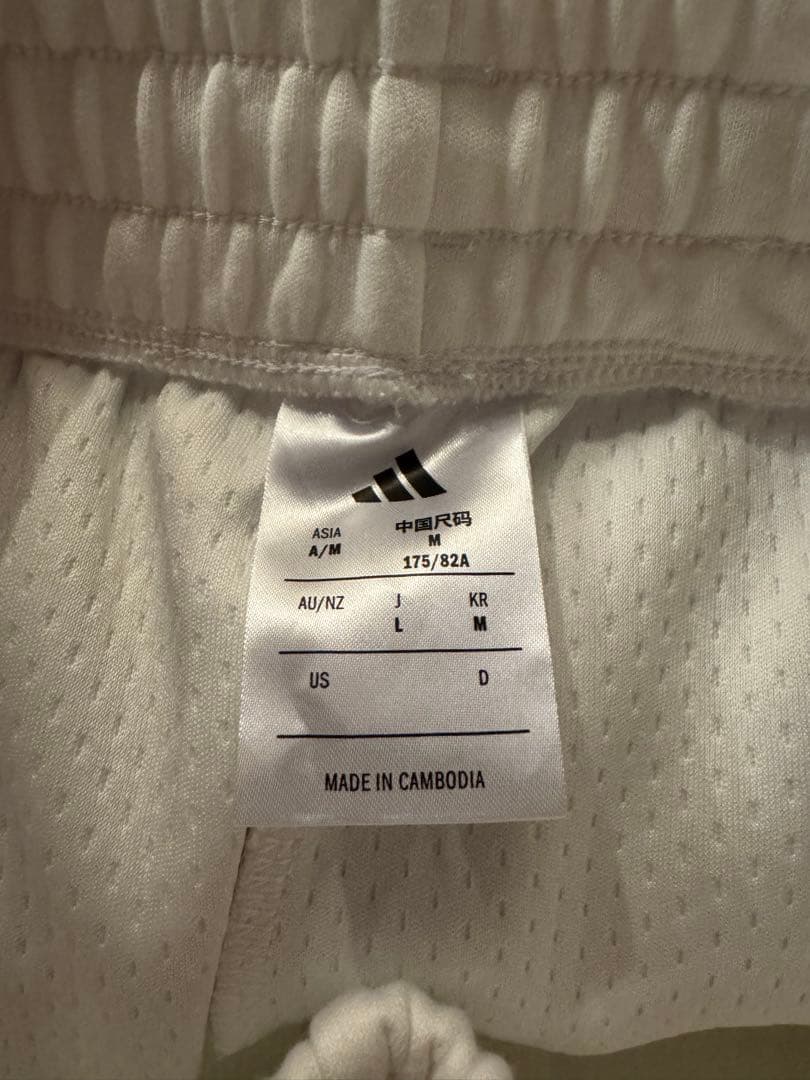 ASIA 中国尺码
A/M M
175/82A
AU/NZ J KR
L M
US D
MADE IN CAMBODIA